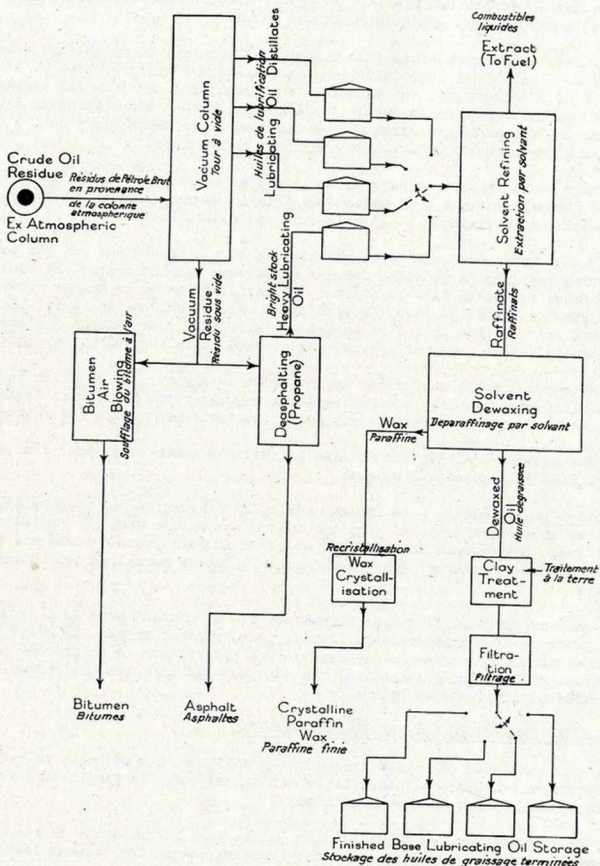 Combustibles
liquides
Extract
(To Fuel)
Vacuum Column
Tour à vide
Huiles de lubrification
Lubricating Oil Distillates
Solvent Refining
Extraction par solvant
Crude Oil
Residue
Résidus de Pétrole Brut
en provenance
de la colonne
atmosphérique
Ex Atmospheric
Column
Vacuum
Residue
Résidu sous vide
Bright stock
Heavy Lubricating
Oil
Raffinate
Raffinats
Bitumen
Air
Blowing
Soufflage du bitume à l'air
Deasphalting
(Propane)
Solvent
Dewaxing
Déparaffinage par solvant
Wax
Paraffine
Dewaxed
Oil
Huile dégraissée
Recristallisation
Wax
Crystall-
isation
Clay
Treat-
ment
Traitement
à la terre
Filtra-
tion
Filtrage
Bitumen
Bitumes
Asphalt
Asphaltes
Crystalline
Paraffin
Wax
Paraffine finie
Finished Base Lubricating Oil Storage
Stockage des huiles de graissage terminées